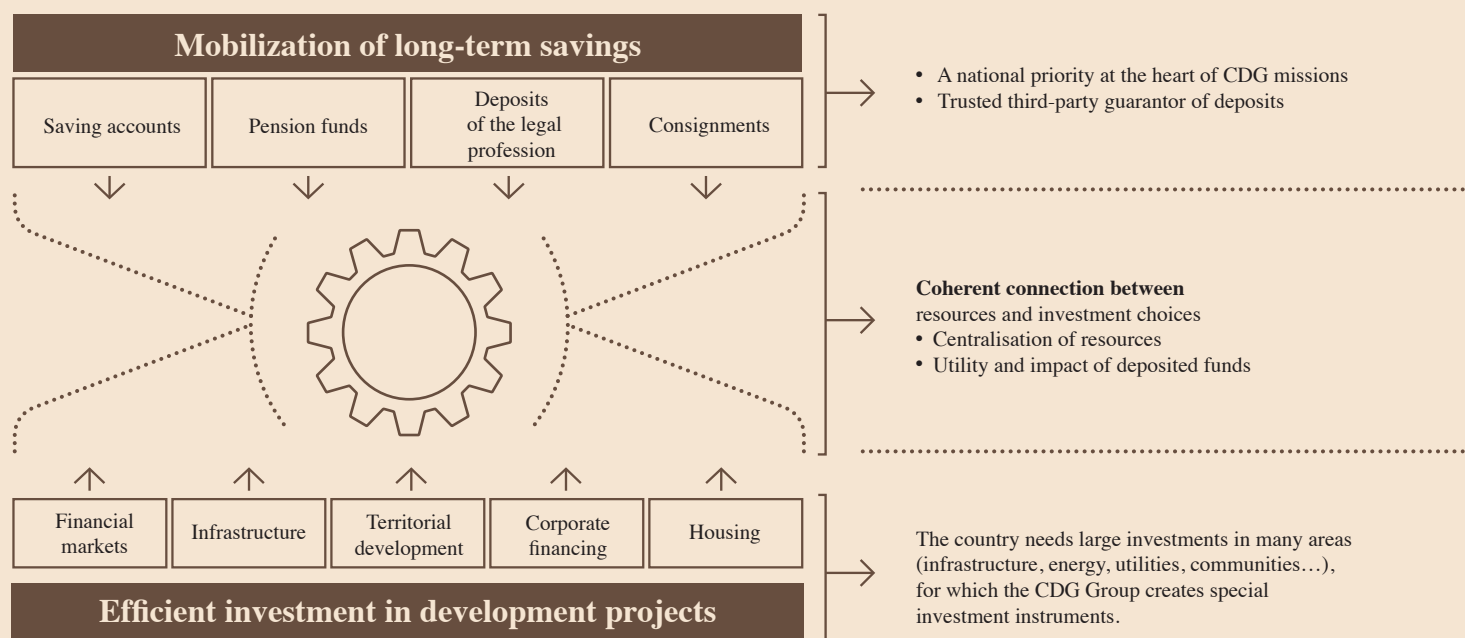 Mobilization of long-term savings
Saving accounts
Pension funds
Deposits
of the legal
profession
Consignments
• A national priority at the heart of CDG missions
• Trusted third-party guarantor of deposits
Coherent connection between
resources and investment choices
• Centralisation of resources
• Utility and impact of deposited funds
Financial
markets
Infrastructure
Territorial
development
Corporate
financing
Housing
Efficient investment in development projects
The country needs large investments in many areas
(infrastructure, energy, utilities, communities…),
for which the CDG Group creates special
investment instruments.